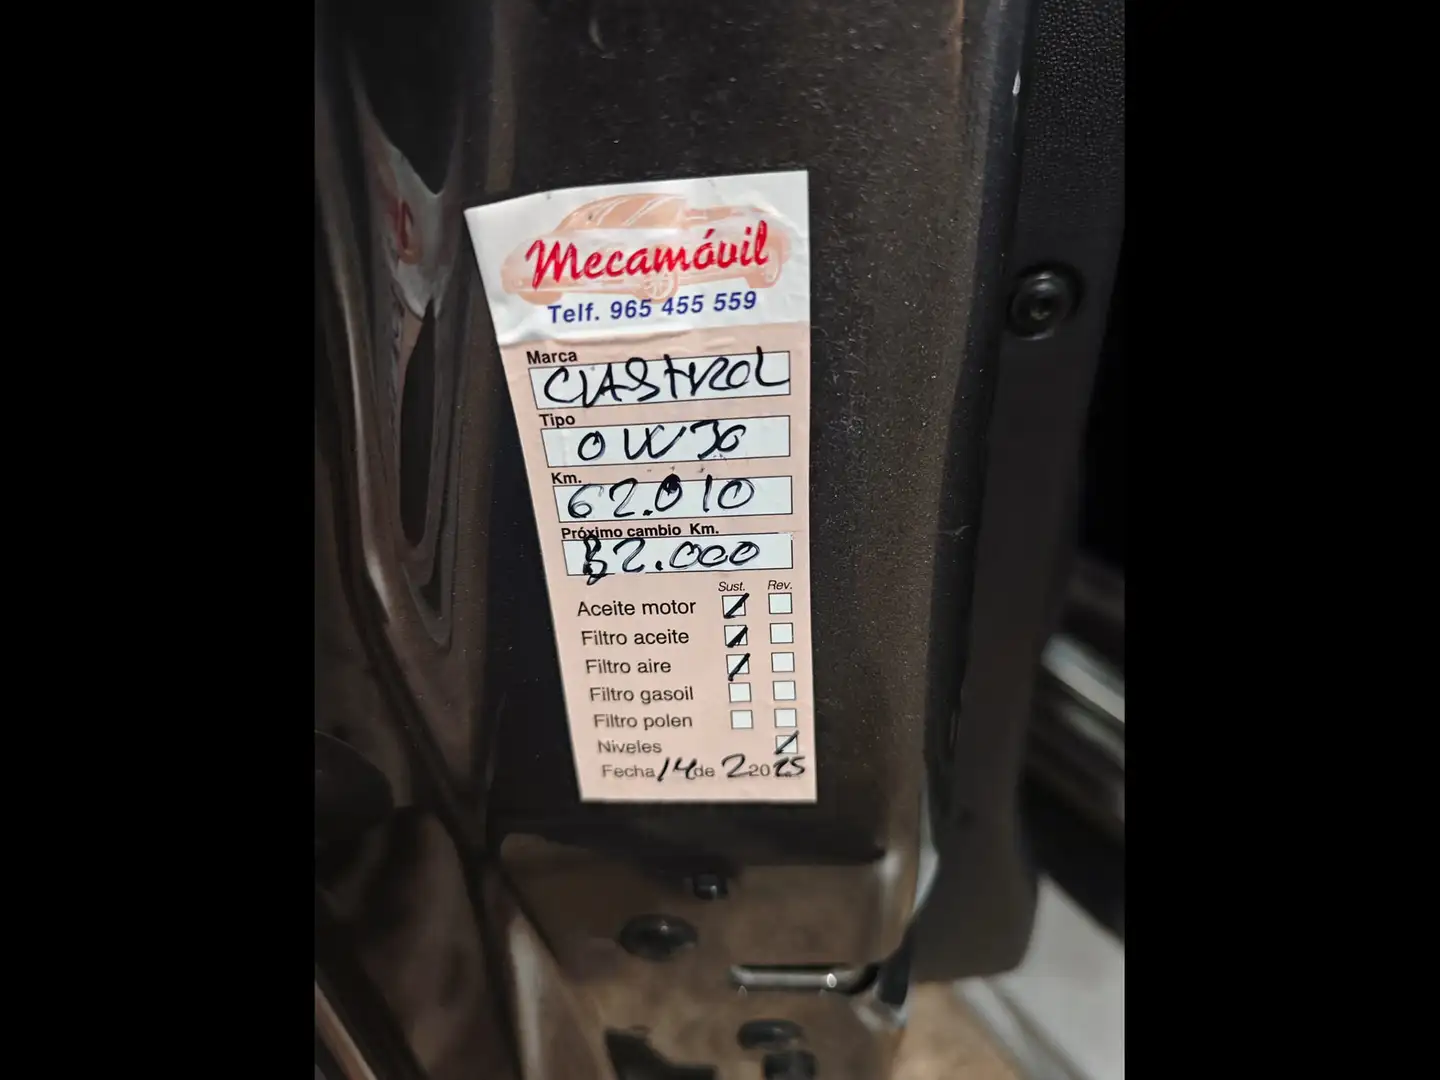 Mecamóvil
Telf. 965 455 559
Marca
CASTROL
Tipo
0W30
Km.
62.010
Próximo cambio Km.
82.000
Sust. Rev.
Aceite motor
Filtro aceite
Filtro aire
Filtro gasoil
Filtro polen
Niveles
Fecha 14 de 2 2025